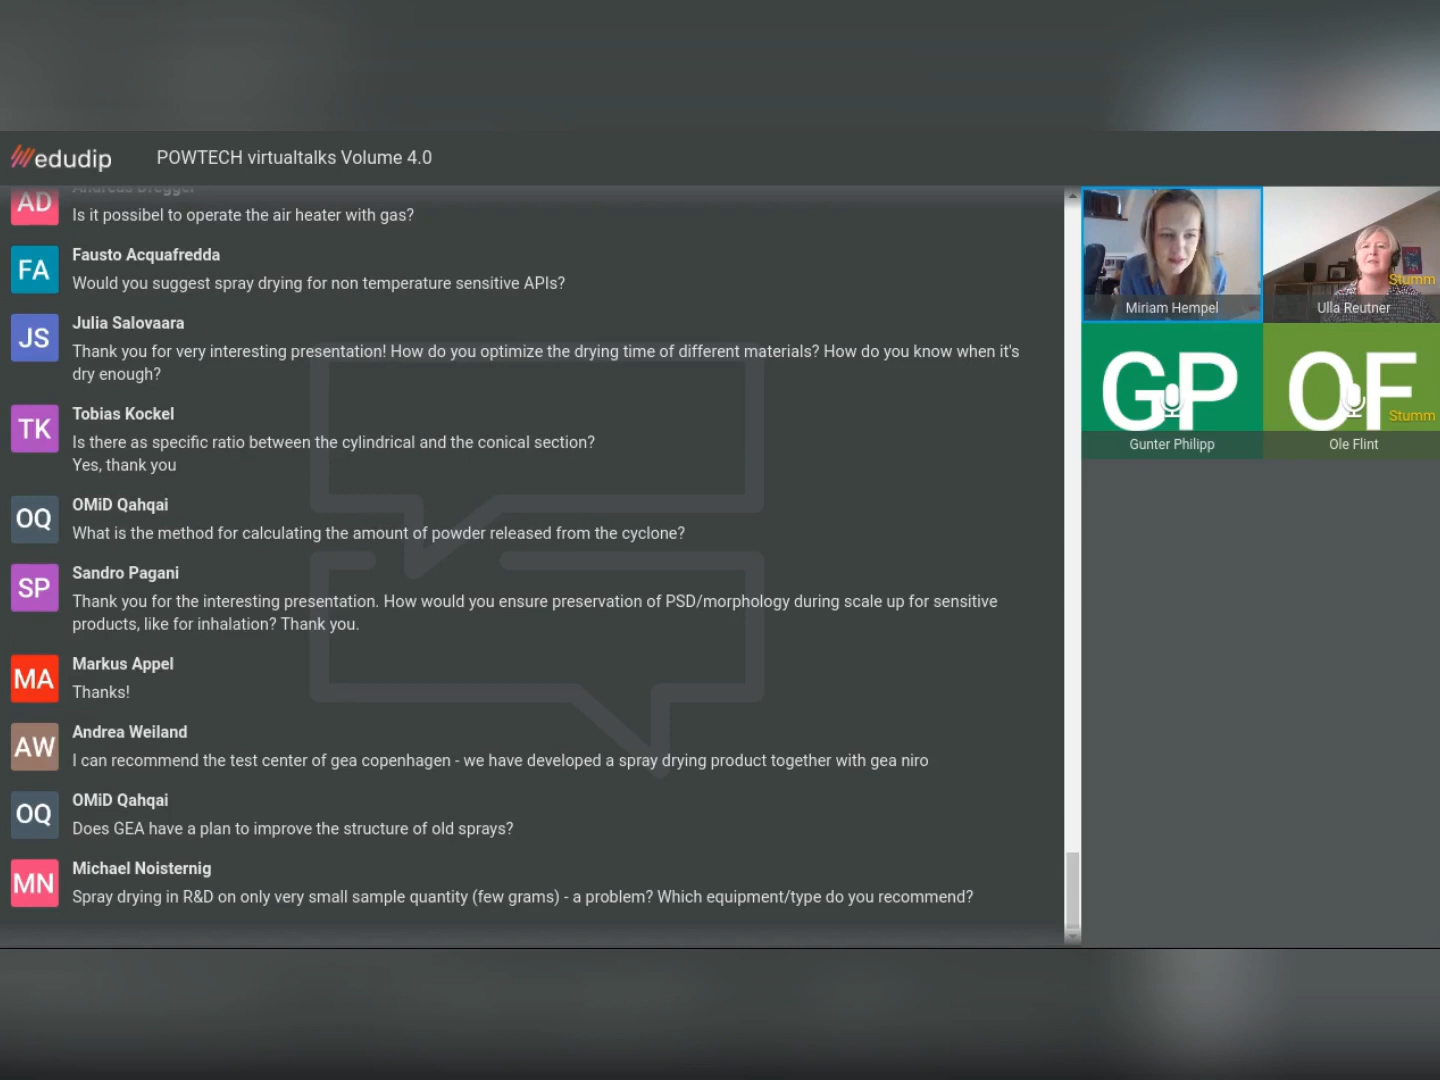 edudip
POWTECH virtualtalks Volume 4.0
AD
Andreas Bregger
Is it possibel to operate the air heater with gas?
FA
Fausto Acquafredda
Would you suggest spray drying for non temperature sensitive APIs?
JS
Julia Salovaara
Thank you for very interesting presentation! How do you optimize the drying time of different materials? How do you know when it's
dry enough?
TK
Tobias Kockel
Is there as specific ratio between the cylindrical and the conical section?
Yes, thank you
OQ
OMiD Qahqai
What is the method for calculating the amount of powder released from the cyclone?
SP
Sandro Pagani
Thank you for the interesting presentation. How would you ensure preservation of PSD/morphology during scale up for sensitive
products, like for inhalation? Thank you.
MA
Markus Appel
Thanks!
AW
Andrea Weiland
I can recommend the test center of gea copenhagen - we have developed a spray drying product together with gea niro
OQ
OMiD Qahqai
Does GEA have a plan to improve the structure of old sprays?
MN
Michael Noisternig
Spray drying in R&D on only very small sample quantity (few grams) - a problem? Which equipment/type do you recommend?
Miriam Hempel
Stumm
Ulla Reutner
GP
Gunter Philipp
OF
Stumm
Ole Flint